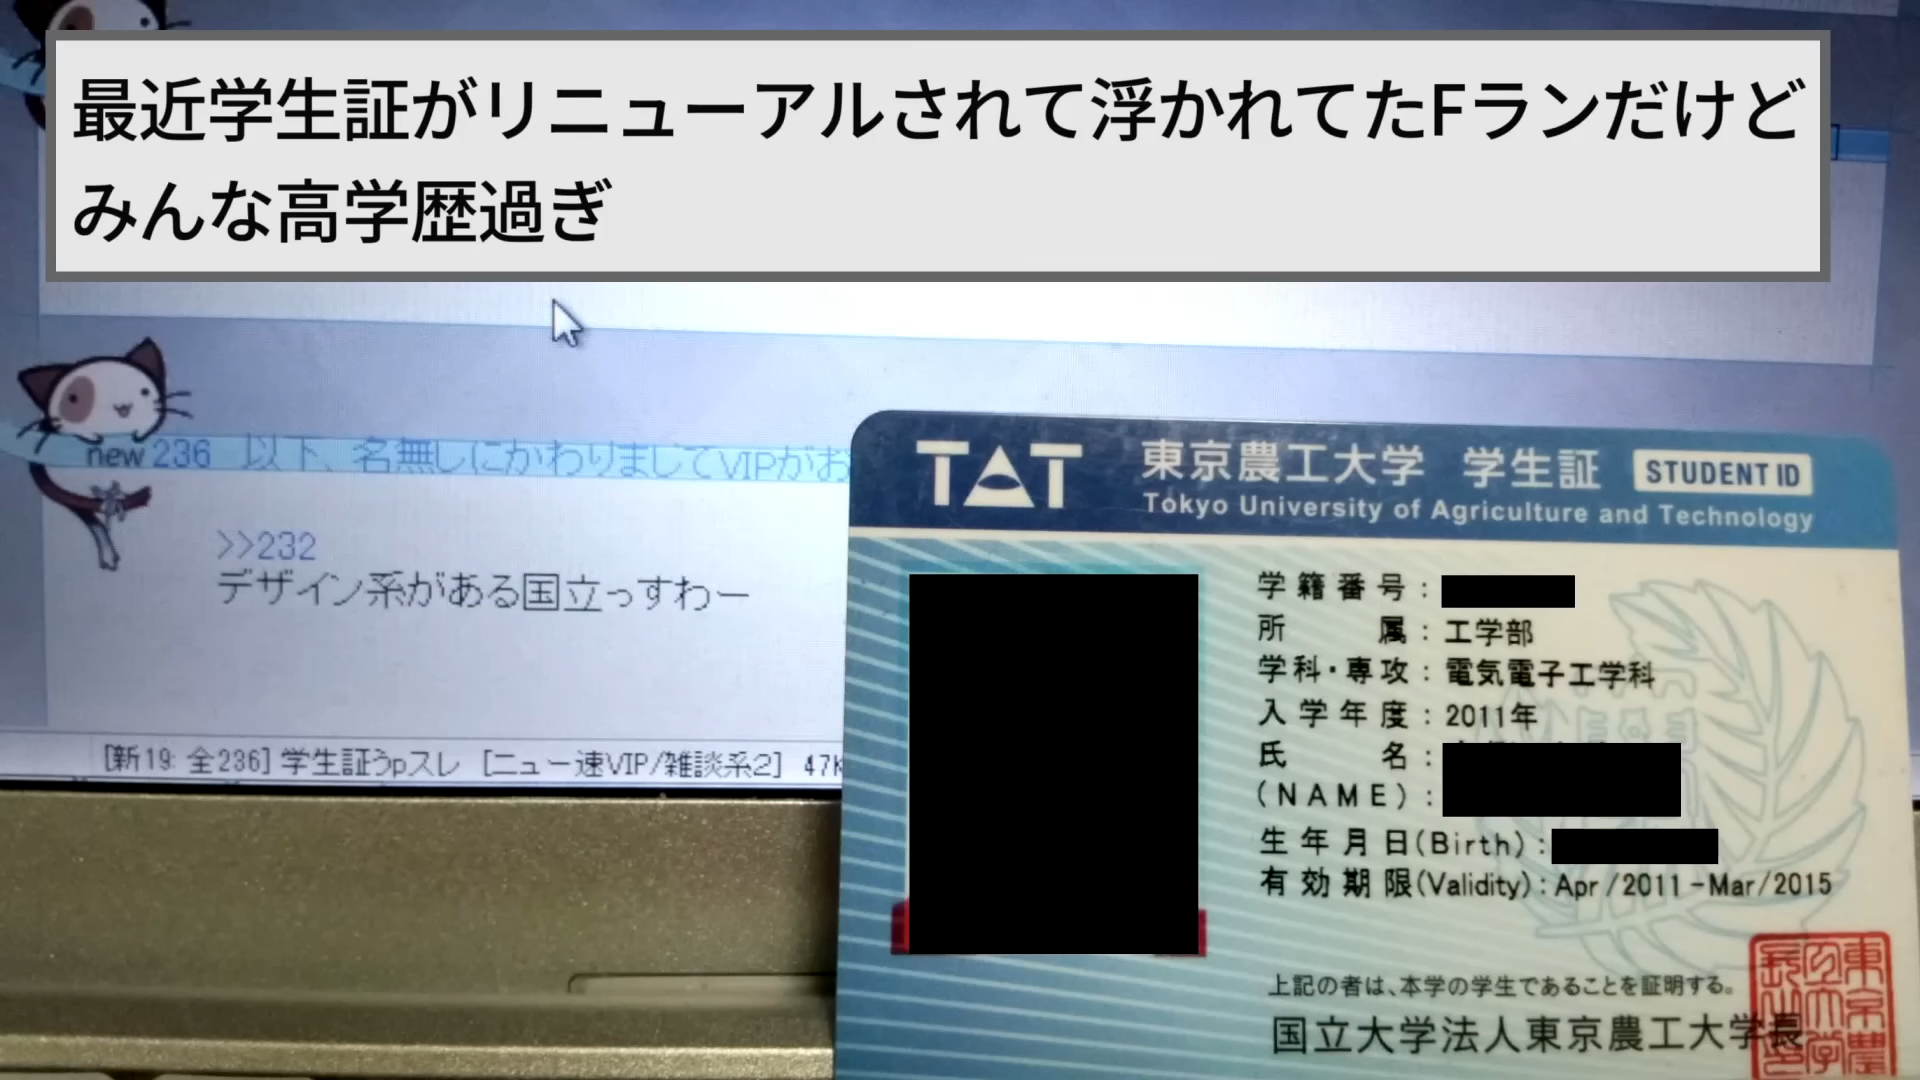 最近学生証がリニューアルされて浮かれてたFランだけど
みんな高学歴過ぎ
new 236 以下、名無しにかわりましてVIPがお
>>232
デザイン系がある国立っすわー
[新19: 全236] 学生証うpスレ [ニュー速VIP/雑談系2] 47K
TAT 東京農工大学 学生証 STUDENT ID
Tokyo University of Agriculture and Technology
学籍番号:
所属:工学部
学科・専攻:電気電子工学科
入学年度:2011年
氏名:
(NAME):
生年月日(Birth):
有効期限(Validity):Apr/2011-Mar/2015
上記の者は、本学の学生であることを証明する。
国立大学法人東京農工大学長